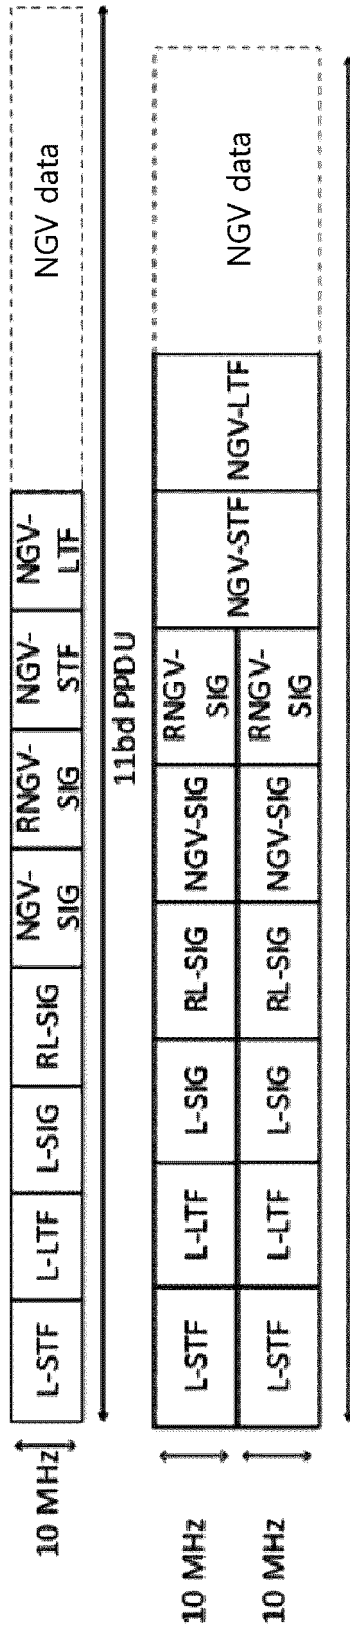 10 MHz
L-STF
L-LTF
L-SIG
RL-SIG
NGV-
SIG
RNGV-
SIG
NGV-
STF
NGV-
LTF
NGV data
11bd PPDU
10 MHz
L-STF
L-LTF
L-SIG
RL-SIG
NGV-SIG
RNGV-
SIG
NGV-STF
NGV-LTF
NGV data
10 MHz
L-STF
L-LTF
L-SIG
RL-SIG
NGV-SIG
RNGV-
SIG